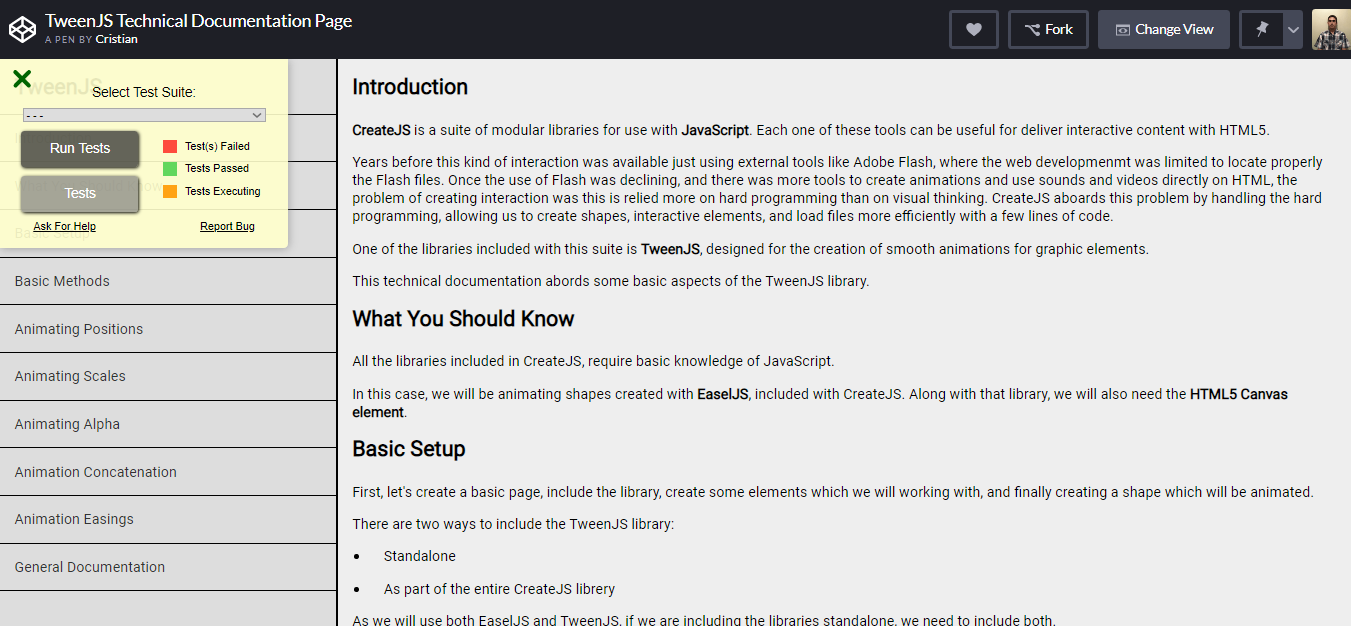 TweenJS Technical Documentation Page
A PEN BY Cristian
Fork
Change View
TweenJS
Select Test Suite:
- - -
Run Tests
Tests
Test(s) Failed
Tests Passed
Tests Executing
Ask For Help
Report Bug
Basic Methods
Animating Positions
Animating Scales
Animating Alpha
Animation Concatenation
Animation Easings
General Documentation
Introduction
CreateJS is a suite of modular libraries for use with JavaScript. Each one of these tools can be useful for deliver interactive content with HTML5.
Years before this kind of interaction was available just using external tools like Adobe Flash, where the web developmenmt was limited to locate properly
the Flash files. Once the use of Flash was declining, and there was more tools to create animations and use sounds and videos directly on HTML, the
problem of creating interaction was this is relied more on hard programming than on visual thinking. CreateJS aboards this problem by handling the hard
programming, allowing us to create shapes, interactive elements, and load files more efficiently with a few lines of code.
One of the libraries included with this suite is TweenJS, designed for the creation of smooth animations for graphic elements.
This technical documentation abords some basic aspects of the TweenJS library.
What You Should Know
All the libraries included in CreateJS, require basic knowledge of JavaScript.
In this case, we will be animating shapes created with EaselJS, included with CreateJS. Along with that library, we will also need the HTML5 Canvas
element.
Basic Setup
First, let's create a basic page, include the library, create some elements which we will working with, and finally creating a shape which will be animated.
There are two ways to include the TweenJS library:
• Standalone
• As part of the entire CreateJS librery
As we will use both EaselJS and TweenJS, if we are including the libraries standalone, we need to include both.